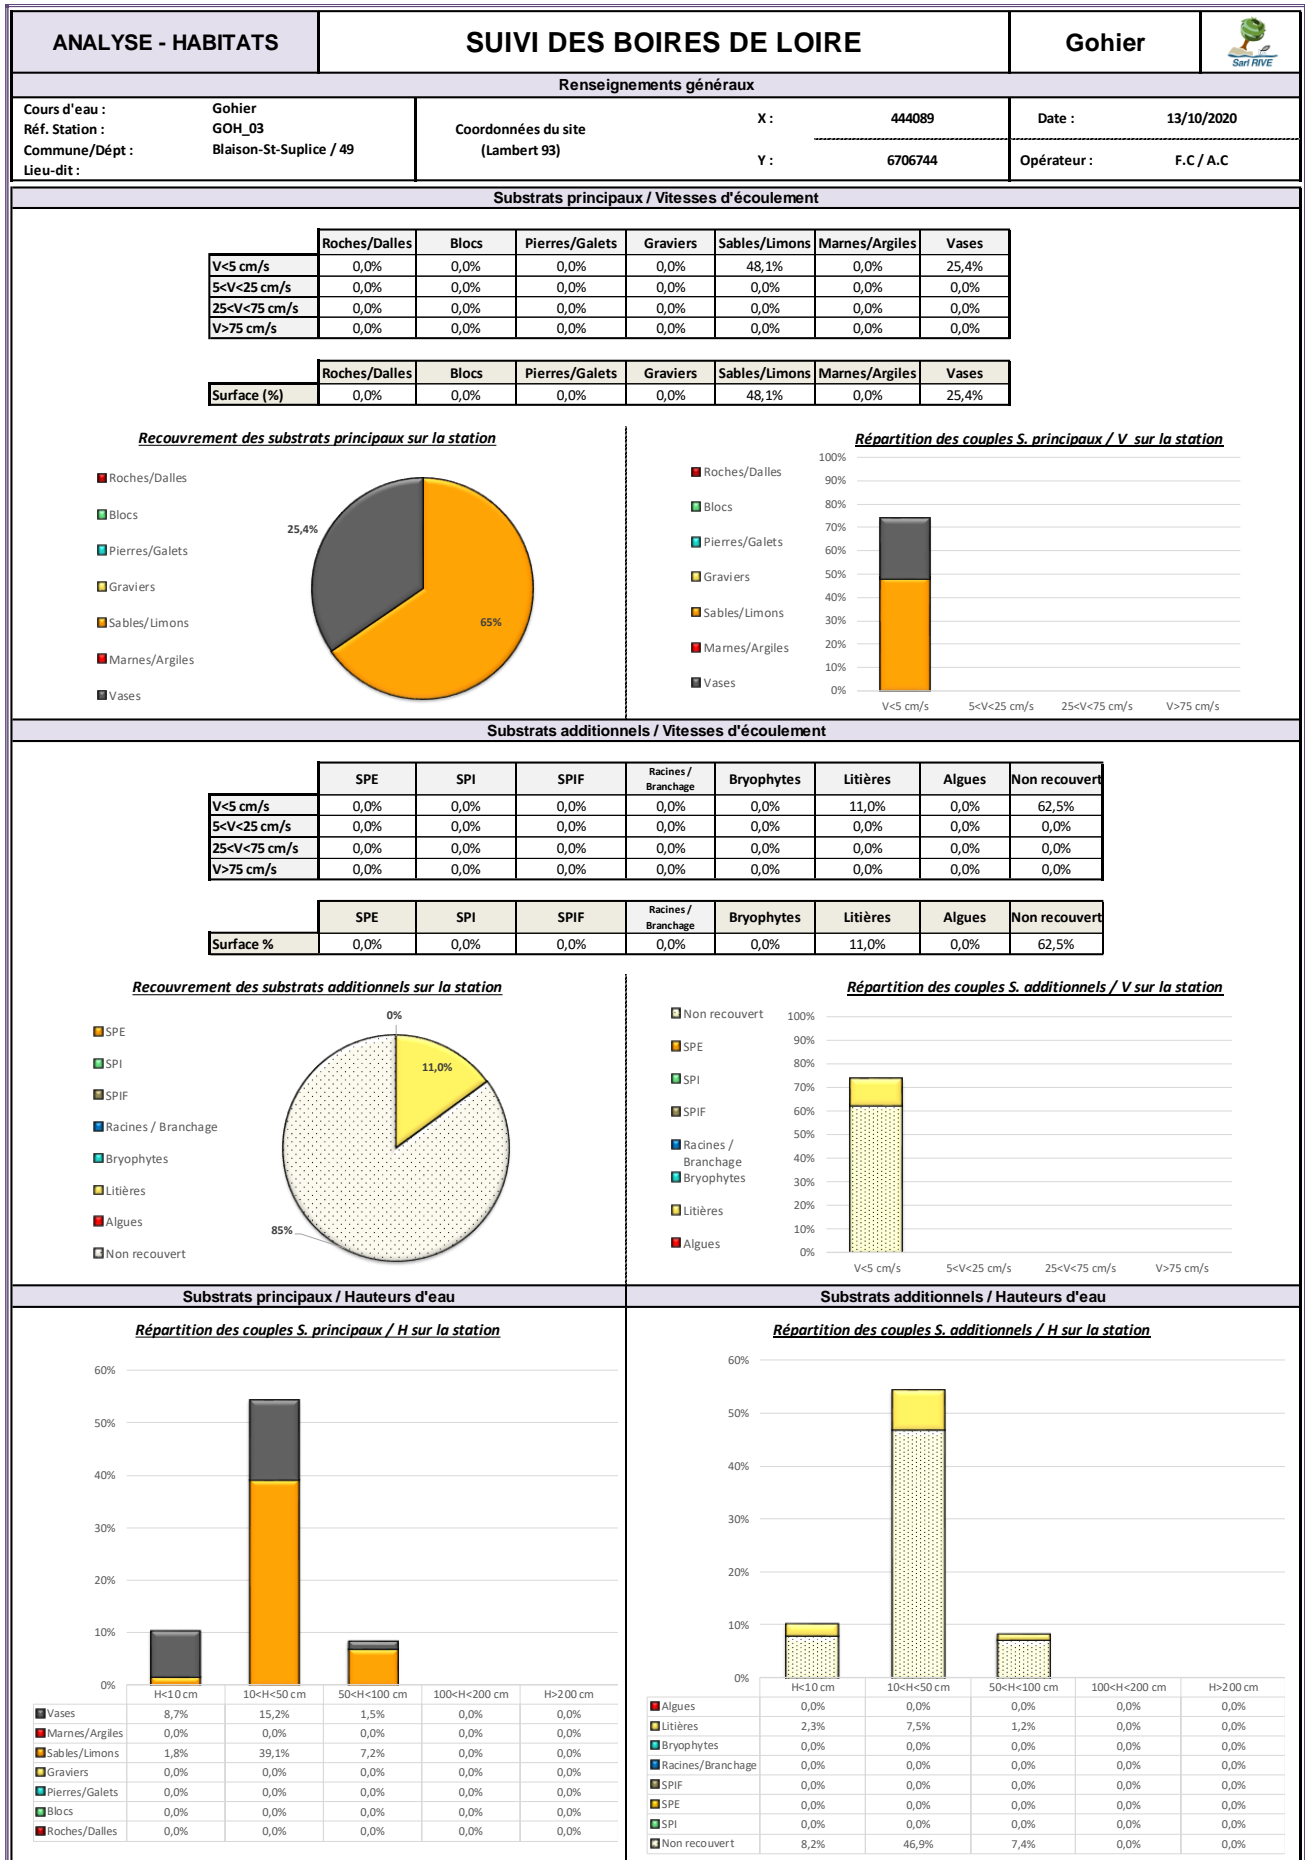 ANALYSE - HABITATS
SUIVI DES BOIRES DE LOIRE
Gohier
Sarl RIVE
Renseignements généraux
Cours d'eau : Gohier
Réf. Station : GOH_03
Commune/Dépt : Blaison-St-Suplice / 49
Lieu-dit :
Coordonnées du site
(Lambert 93)
X : 444089
Y : 6706744
Date : 13/10/2020
Opérateur : F.C / A.C
Substrats principaux / Vitesses d'écoulement
Roches/Dalles Blocs Pierres/Galets Graviers Sables/Limons Marnes/Argiles Vases
V<5 cm/s 0,0% 0,0% 0,0% 0,0% 48,1% 0,0% 25,4%
5<V<25 cm/s 0,0% 0,0% 0,0% 0,0% 0,0% 0,0% 0,0%
25<V<75 cm/s 0,0% 0,0% 0,0% 0,0% 0,0% 0,0% 0,0%
V>75 cm/s 0,0% 0,0% 0,0% 0,0% 0,0% 0,0% 0,0%
Roches/Dalles Blocs Pierres/Galets Graviers Sables/Limons Marnes/Argiles Vases
Surface (%) 0,0% 0,0% 0,0% 0,0% 48,1% 0,0% 25,4%
Recouvrement des substrats principaux sur la station
Roches/Dalles
Blocs
Pierres/Galets
Graviers
Sables/Limons
Marnes/Argiles
Vases
25,4%
65%
Répartition des couples S. principaux / V sur la station
Roches/Dalles
Blocs
Pierres/Galets
Graviers
Sables/Limons
Marnes/Argiles
Vases
100%
90%
80%
70%
60%
50%
40%
30%
20%
10%
0%
V<5 cm/s 5<V<25 cm/s 25<V<75 cm/s V>75 cm/s
Substrats additionnels / Vitesses d'écoulement
SPE SPI SPIF Racines / Branchage Bryophytes Litières Algues Non recouvert
V<5 cm/s 0,0% 0,0% 0,0% 0,0% 0,0% 11,0% 0,0% 62,5%
5<V<25 cm/s 0,0% 0,0% 0,0% 0,0% 0,0% 0,0% 0,0% 0,0%
25<V<75 cm/s 0,0% 0,0% 0,0% 0,0% 0,0% 0,0% 0,0% 0,0%
V>75 cm/s 0,0% 0,0% 0,0% 0,0% 0,0% 0,0% 0,0% 0,0%
SPE SPI SPIF Racines / Branchage Bryophytes Litières Algues Non recouvert
Surface % 0,0% 0,0% 0,0% 0,0% 0,0% 11,0% 0,0% 62,5%
Recouvrement des substrats additionnels sur la station
SPE
SPI
SPIF
Racines / Branchage
Bryophytes
Litières
Algues
Non recouvert
0%
11,0%
85%
Répartition des couples S. additionnels / V sur la station
Non recouvert
SPE
SPI
SPIF
Racines /
Branchage
Bryophytes
Litières
Algues
100%
90%
80%
70%
60%
50%
40%
30%
20%
10%
0%
V<5 cm/s 5<V<25 cm/s 25<V<75 cm/s V>75 cm/s
Substrats principaux / Hauteurs d'eau
Répartition des couples S. principaux / H sur la station
60%
50%
40%
30%
20%
10%
0%
H<10 cm 10<H<50 cm 50<H<100 cm 100<H<200 cm H>200 cm
Vases 8,7% 15,2% 1,5% 0,0% 0,0%
Marnes/Argiles 0,0% 0,0% 0,0% 0,0% 0,0%
Sables/Limons 1,8% 39,1% 7,2% 0,0% 0,0%
Graviers 0,0% 0,0% 0,0% 0,0% 0,0%
Pierres/Galets 0,0% 0,0% 0,0% 0,0% 0,0%
Blocs 0,0% 0,0% 0,0% 0,0% 0,0%
Roches/Dalles 0,0% 0,0% 0,0% 0,0% 0,0%
Substrats additionnels / Hauteurs d'eau
Répartition des couples S. additionnels / H sur la station
60%
50%
40%
30%
20%
10%
0%
H<10 cm 10<H<50 cm 50<H<100 cm 100<H<200 cm H>200 cm
Algues 0,0% 0,0% 0,0% 0,0% 0,0%
Litières 2,3% 7,5% 1,2% 0,0% 0,0%
Bryophytes 0,0% 0,0% 0,0% 0,0% 0,0%
Racines/Branchage 0,0% 0,0% 0,0% 0,0% 0,0%
SPIF 0,0% 0,0% 0,0% 0,0% 0,0%
SPE 0,0% 0,0% 0,0% 0,0% 0,0%
SPI 0,0% 0,0% 0,0% 0,0% 0,0%
Non recouvert 8,2% 46,9% 7,4% 0,0% 0,0%